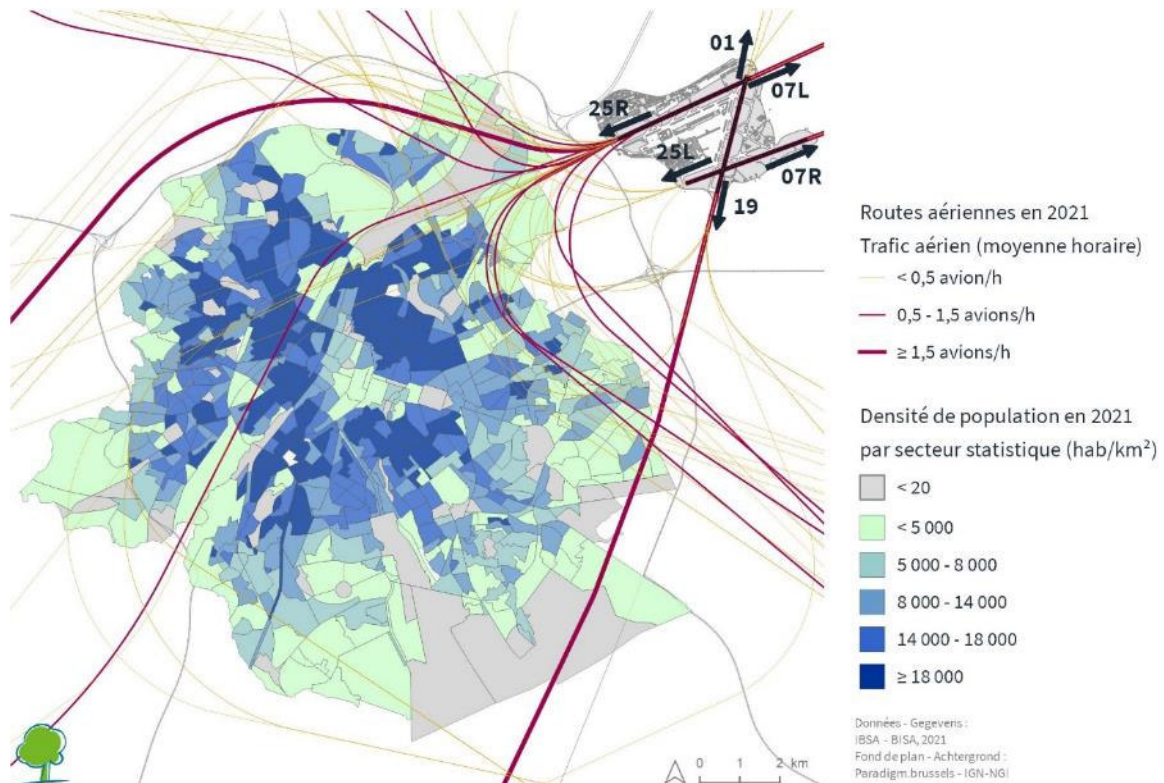 01
07L
25R
25L
07R
19
Routes aériennes en 2021
Trafic aérien (moyenne horaire)
< 0,5 avion/h
0,5 - 1,5 avions/h
≥ 1,5 avions/h
Densité de population en 2021
par secteur statistique (hab/km²)
< 20
< 5 000
5 000 - 8 000
8 000 - 14 000
14 000 - 18 000
≥ 18 000
Données - Gegevens :
IBSA - BISA, 2021
Fond de plan - Achtergrond :
Paradigm.brussels - IGN-NGI
0 1 2 km